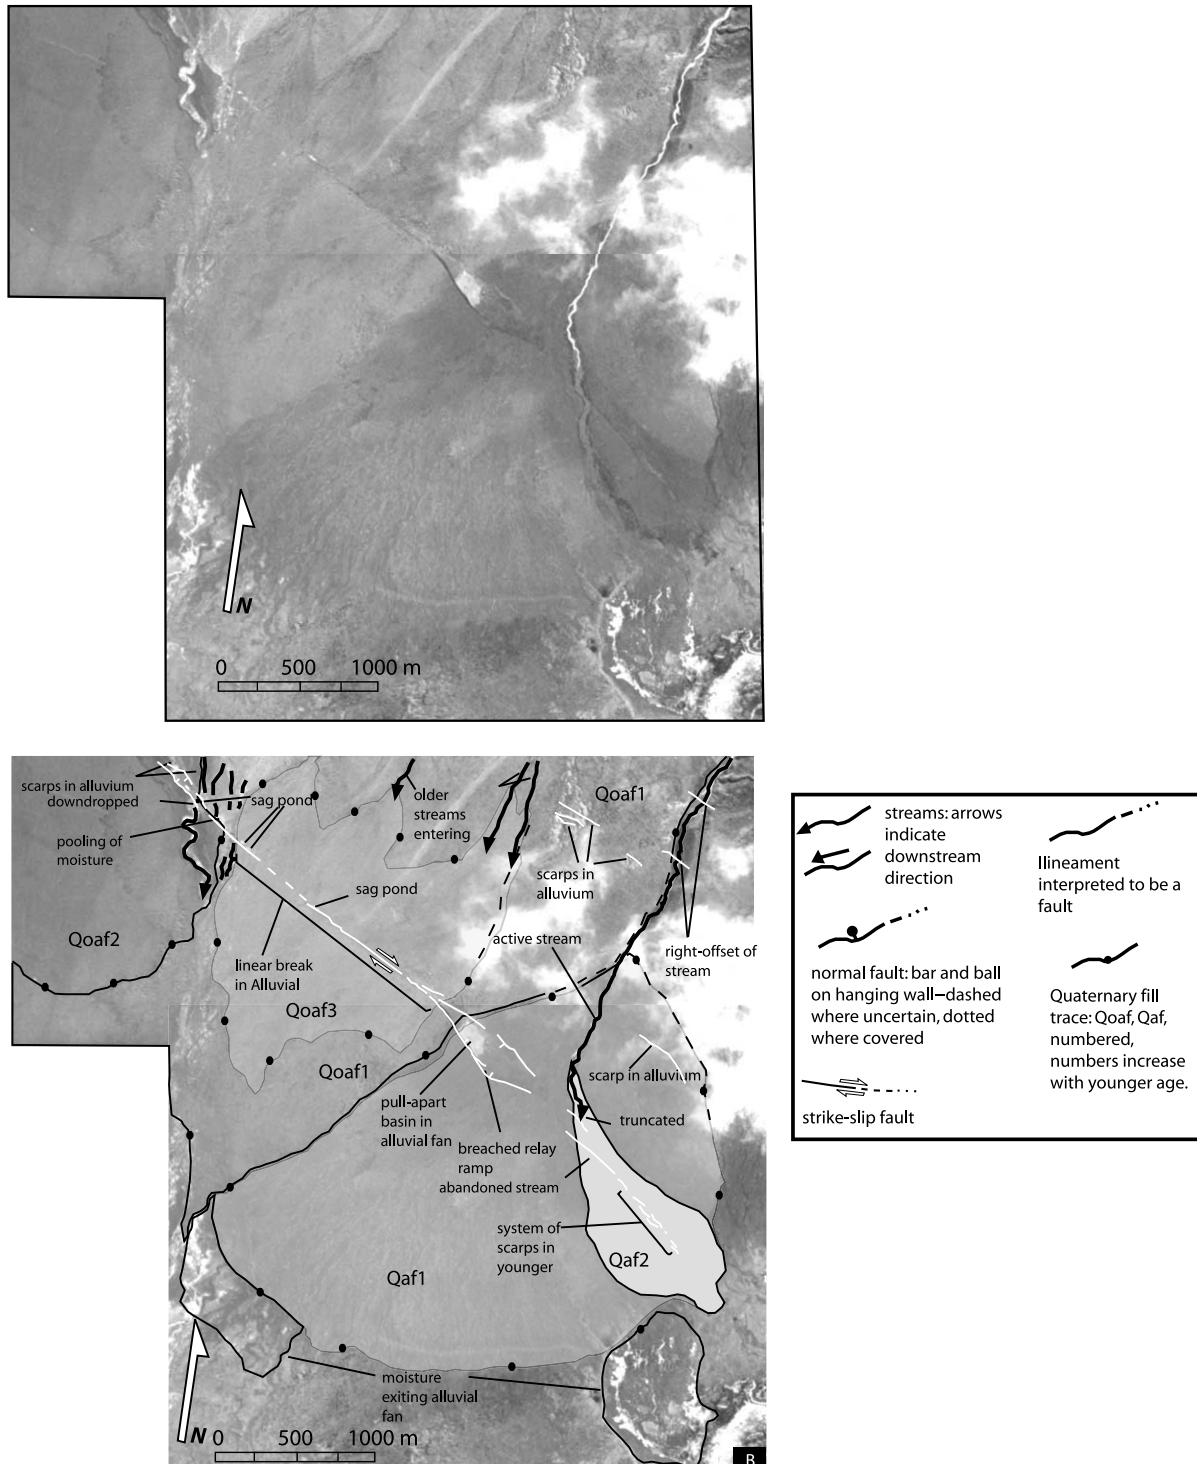 N
0 500 1000 m
scarps in alluvium
downdropped
sag pond
pooling of
moisture
older
streams
entering
Qoaf1
scarps in
alluvium
sag pond
Qoaf2
linear break
in Alluvial
active stream
right-offset of
stream
Qoaf3
Qoaf1
scarp in alluvium
pull-apart
basin in
alluvial fan
truncated
breached relay
ramp
abandoned stream
system of
scarps in
younger
Qaf2
Qaf1
moisture
exiting alluvial
fan
N
0 500 1000 m
B
streams: arrows
indicate
downstream
direction
llineament
interpreted to be a
fault
normal fault: bar and ball
on hanging wall–dashed
where uncertain, dotted
where covered
Quaternary fill
trace: Qoaf, Qaf,
numbered,
numbers increase
with younger age.
strike-slip fault